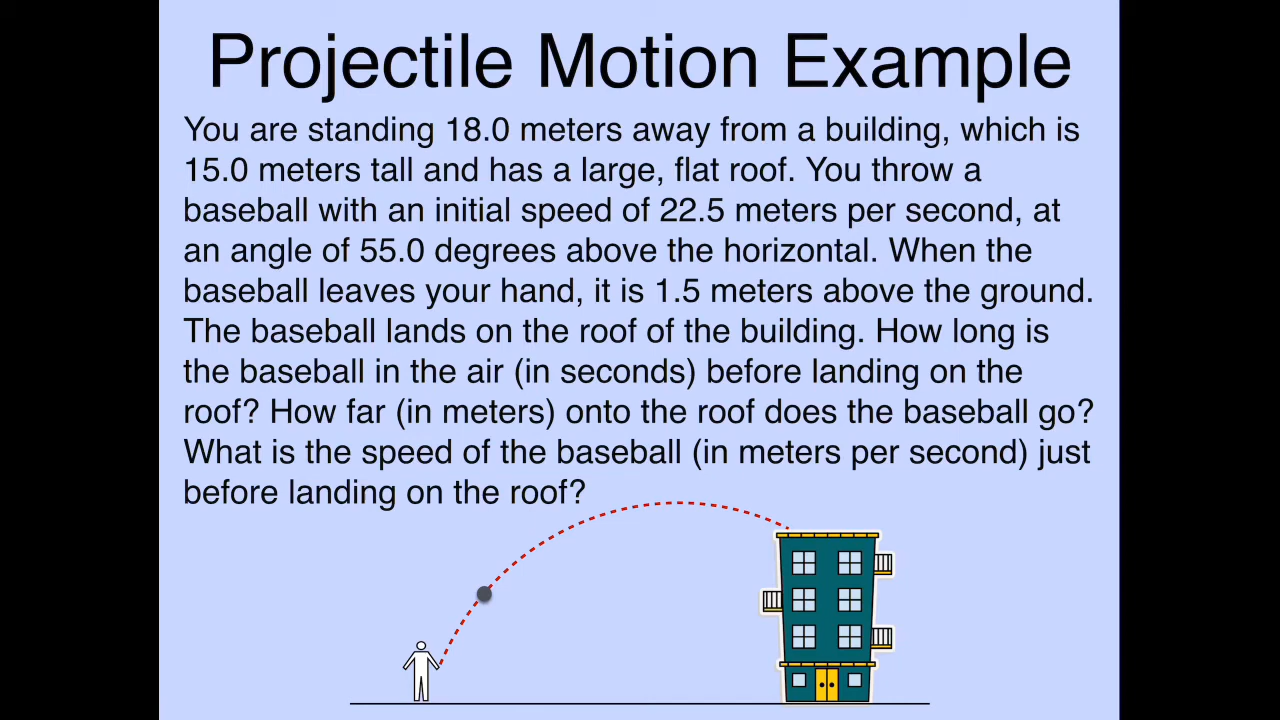 Projectile Motion Example
You are standing 18.0 meters away from a building, which is
15.0 meters tall and has a large, flat roof. You throw a
baseball with an initial speed of 22.5 meters per second, at
an angle of 55.0 degrees above the horizontal. When the
baseball leaves your hand, it is 1.5 meters above the ground.
The baseball lands on the roof of the building. How long is
the baseball in the air (in seconds) before landing on the
roof? How far (in meters) onto the roof does the baseball go?
What is the speed of the baseball (in meters per second) just
before landing on the roof?